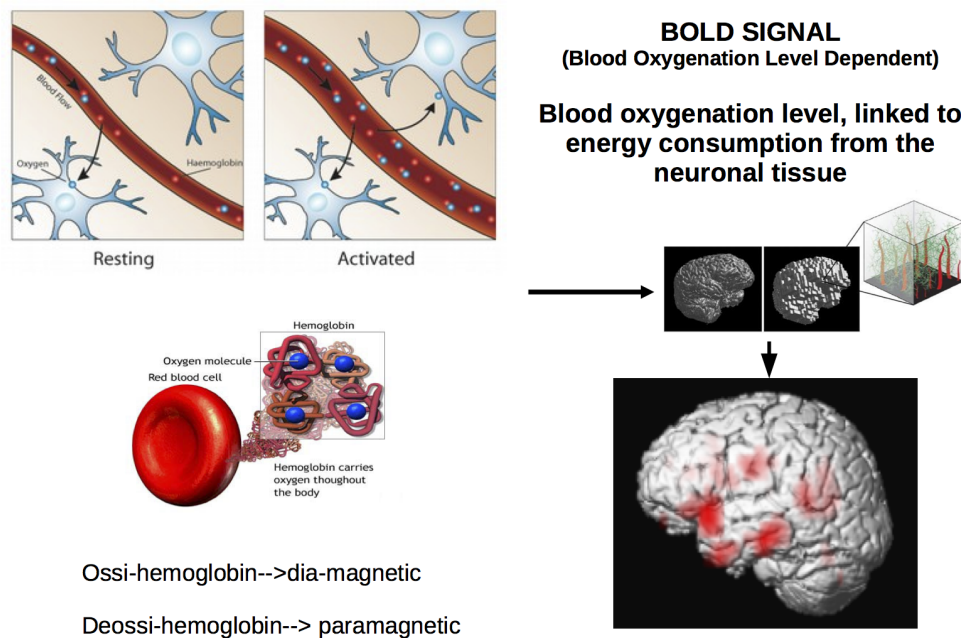 BOLD SIGNAL
(Blood Oxygenation Level Dependent)
Blood oxygenation level, linked to
energy consumption from the
neuronal tissue
Blood Flow
Oxygen
Haemoglobin
Resting
Activated
Hemoglobin
Oxygen molecule
Red blood cell
Hemoglobin carries
oxygen thoughout
the body
Ossi-hemoglobin-->dia-magnetic
Deossi-hemoglobin--> paramagnetic